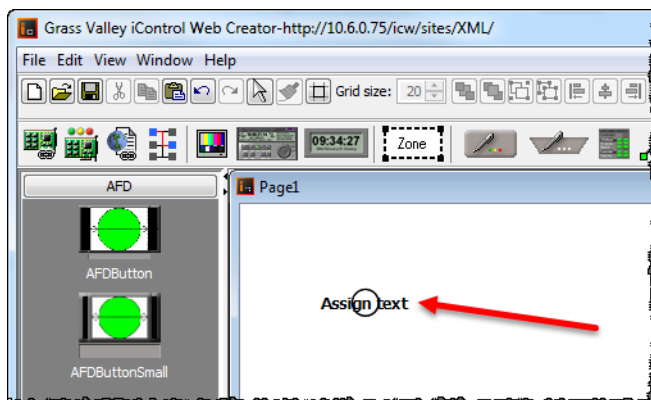 Grass Valley iControl Web Creator-http://10.6.0.75/icw/sites/XML/
File Edit View Window Help
Grid size: 20
09:34:27 Zone
AFD
Page1
AFDButton
Assign text
AFDButtonSmall